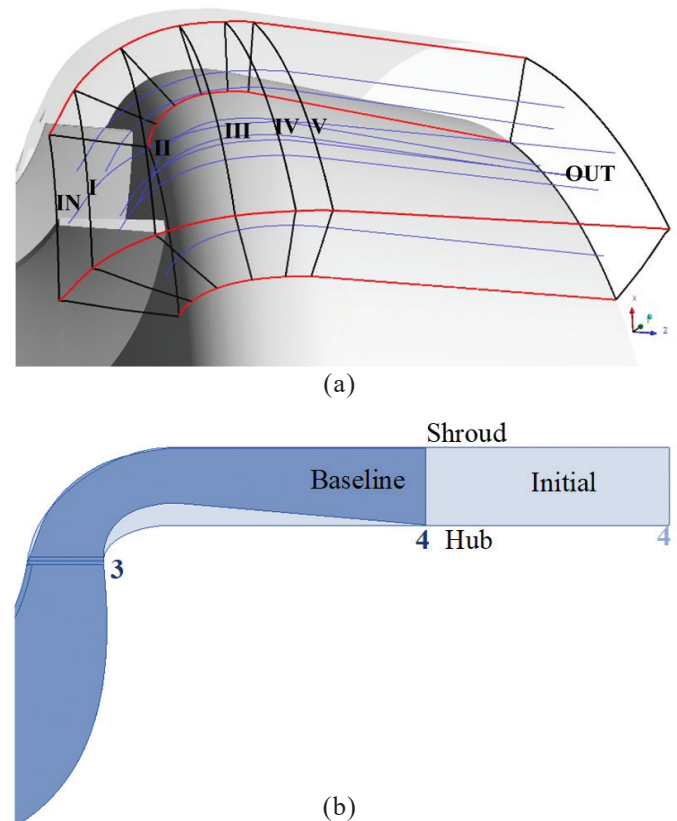 IN
I
II
III
IV
V
OUT
x
z
(a)
Shroud
Baseline
Initial
3
4
Hub
4
(b)